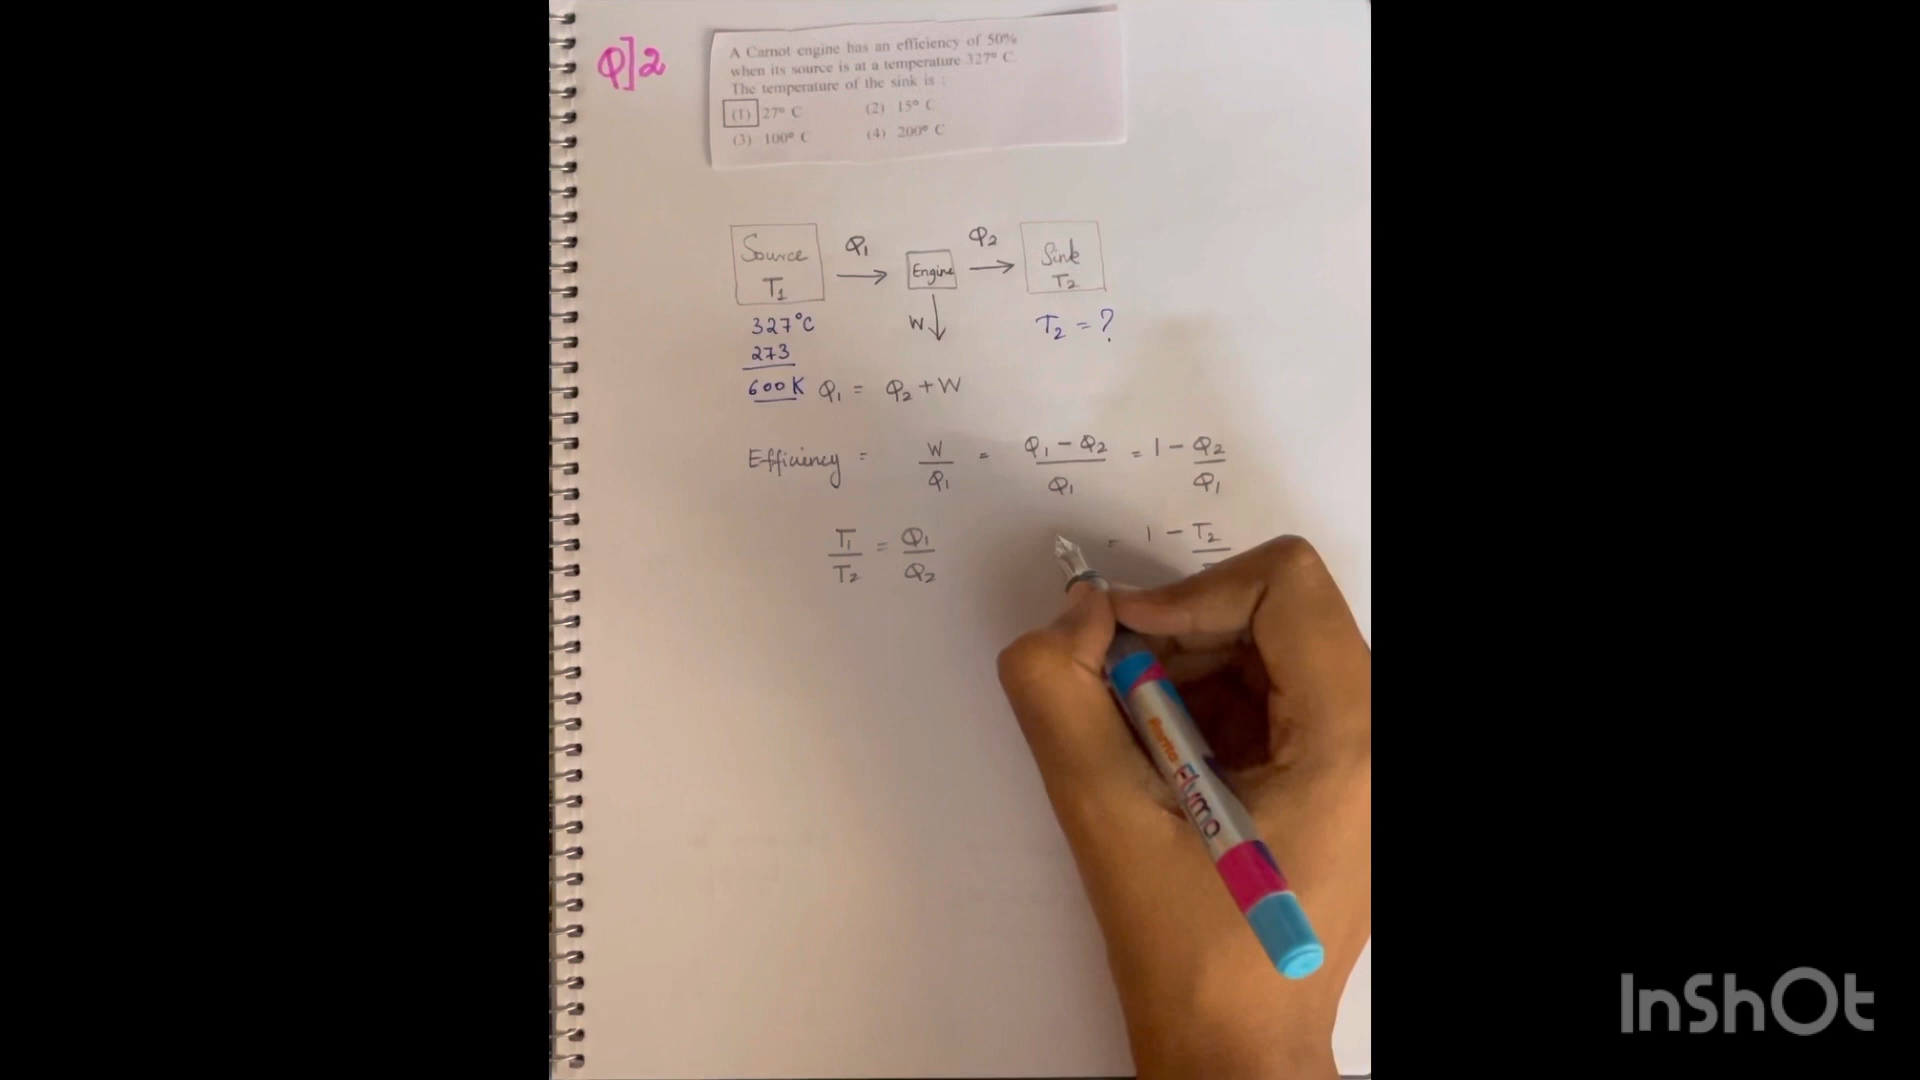 Q]2
A Carnot engine has an efficiency of 50%
when its source is at a temperature 327° C.
The temperature of the sink is :
(1) 27° C (2) 15° C
(3) 100° C (4) 200° C
Source T1 Q1 → Engine Q2 → Sink T2
327°C W↓ T2 = ?
273
600K Q1 = Q2 + W
Efficiency = W/Q1 = Q1 - Q2/Q1 = 1 - Q2/Q1
T1/T2 = Q1/Q2 = 1 - T2
Flymo
InShOt